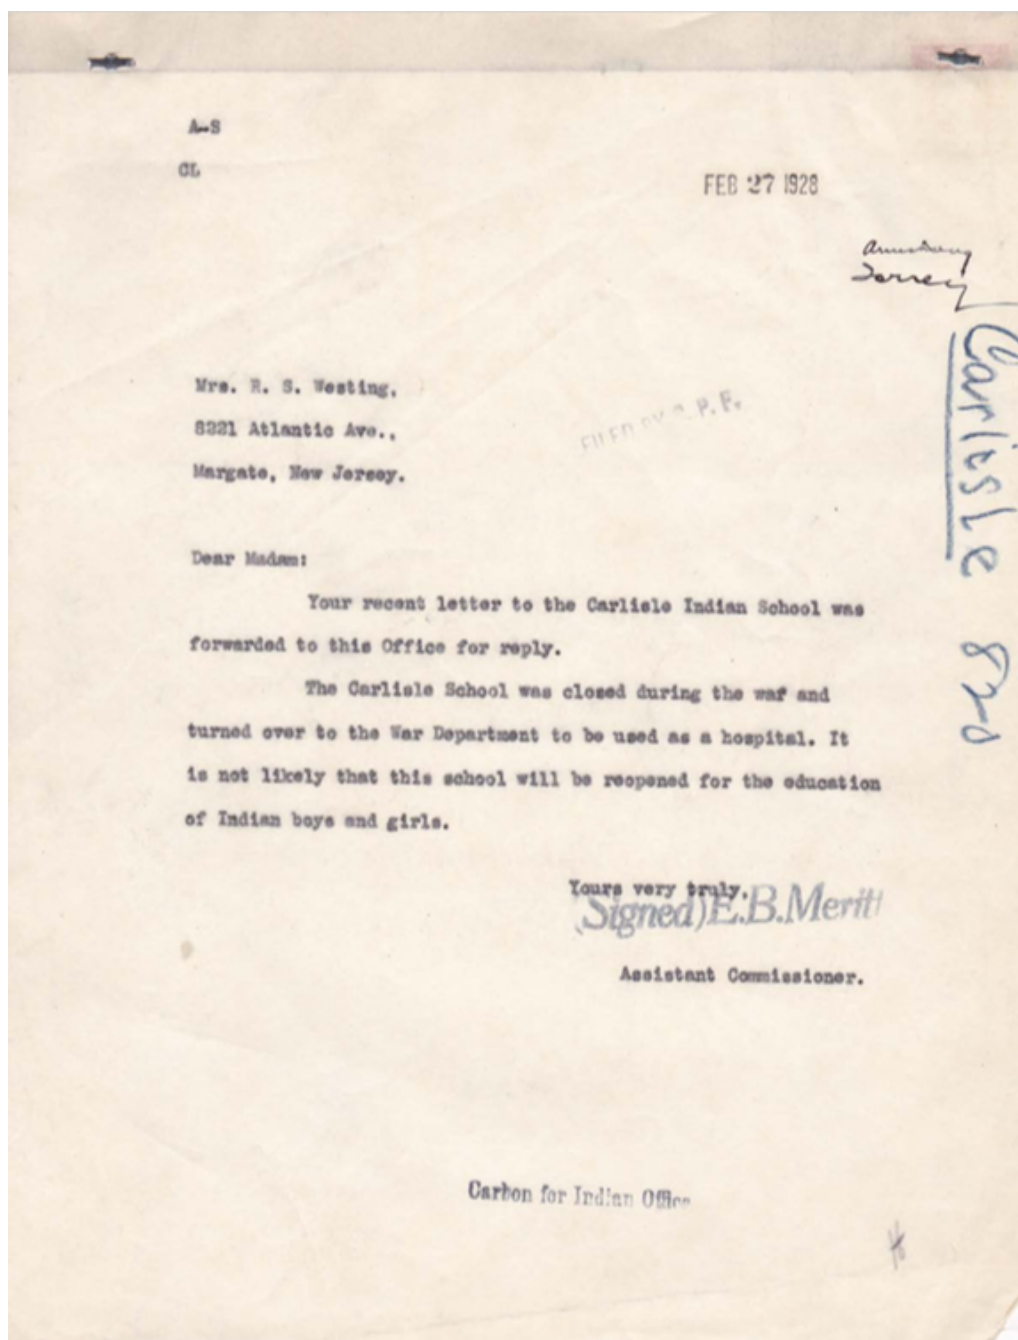 A-S
CL
FEB 27 1928
Torrey
Carlisle 820
Mrs. R. S. Westing,
8221 Atlantic Ave.,
FILED BY C. P. F.
Margate, New Jersey.
Dear Madam:
Your recent letter to the Carlisle Indian School was
forwarded to this Office for reply.
The Carlisle School was closed during the war and
turned over to the War Department to be used as a hospital. It
is not likely that this school will be reopened for the education
of Indian boys and girls.
Yours very truly,
(Signed) E.B.Meritt
Assistant Commissioner.
Carbon for Indian Office